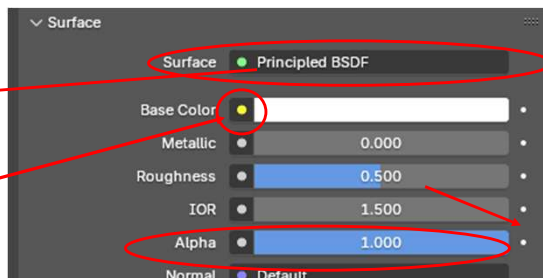 Surface
Surface Principled BSDF
Base Color
Metallic 0.000
Roughness 0.500
IOR 1.500
Alpha 1.000
Normal Default